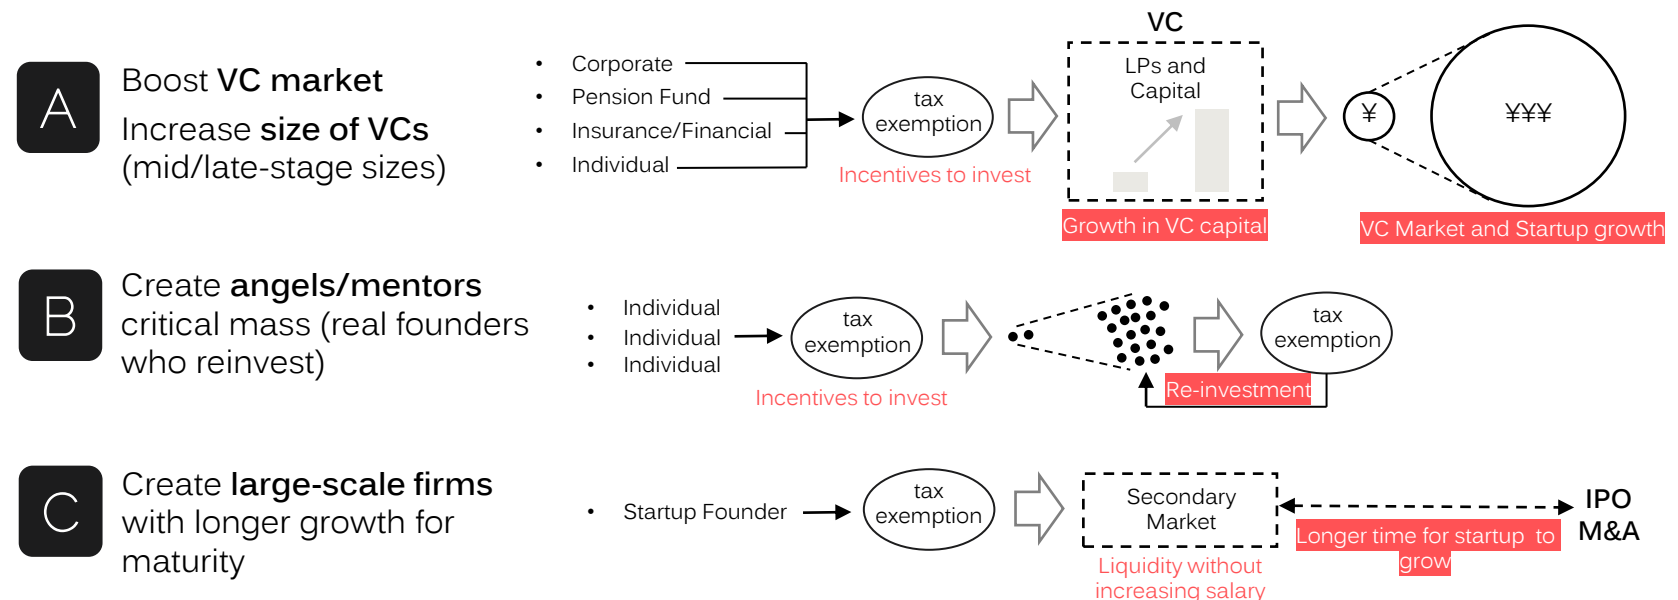 A
Boost VC market
Increase size of VCs
(mid/late-stage sizes)
• Corporate
• Pension Fund
• Insurance/Financial
• Individual
tax
exemption
Incentives to invest
VC
LPs and
Capital
Growth in VC capital
¥
¥¥¥
VC Market and Startup growth
B
Create angels/mentors
critical mass (real founders
who reinvest)
• Individual
• Individual
• Individual
tax
exemption
Incentives to invest
tax
exemption
Re-investment
C
Create large-scale firms
with longer growth for
maturity
• Startup Founder
tax
exemption
Secondary
Market
Liquidity without
increasing salary
Longer time for startup to
grow
IPO
M&A